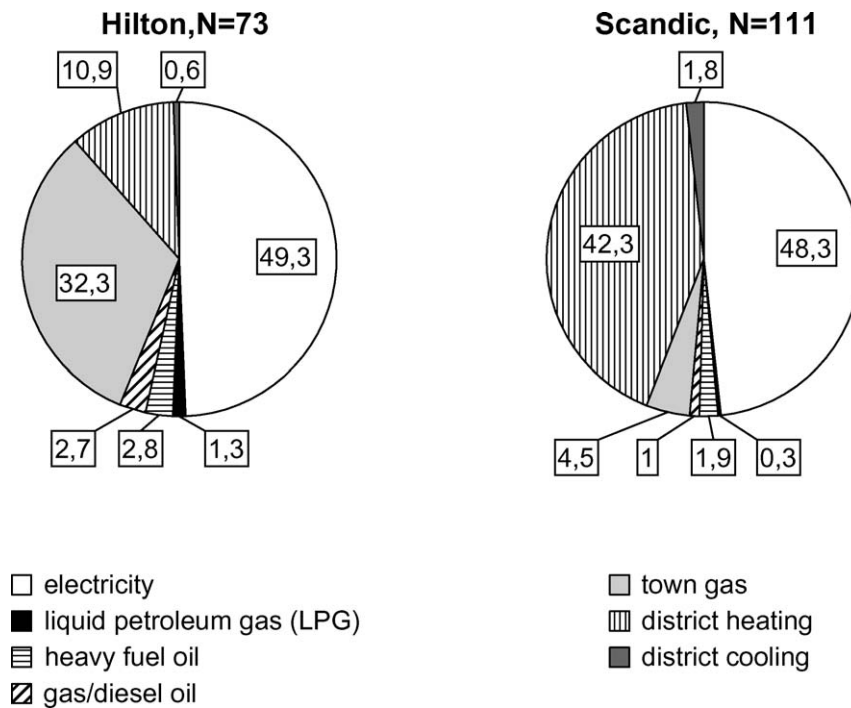 Hilton,N=73
10,9
0,6
49,3
32,3
2,7
2,8
1,3
Scandic, N=111
1,8
42,3
48,3
4,5
1
1,9
0,3
electricity
liquid petroleum gas (LPG)
heavy fuel oil
gas/diesel oil
town gas
district heating
district cooling